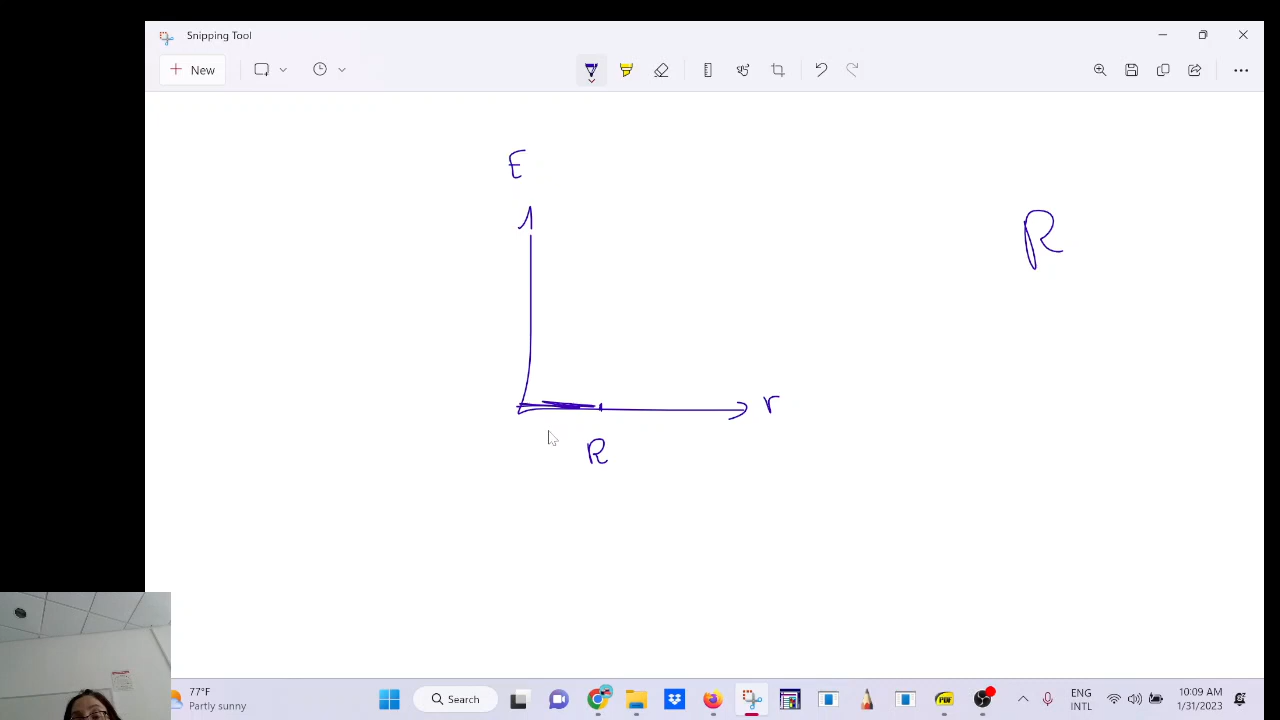 Snipping Tool
New
E
R
r
R
77°F
Partly sunny
Search
ENG
INTL
10:09 AM
1/31/2023